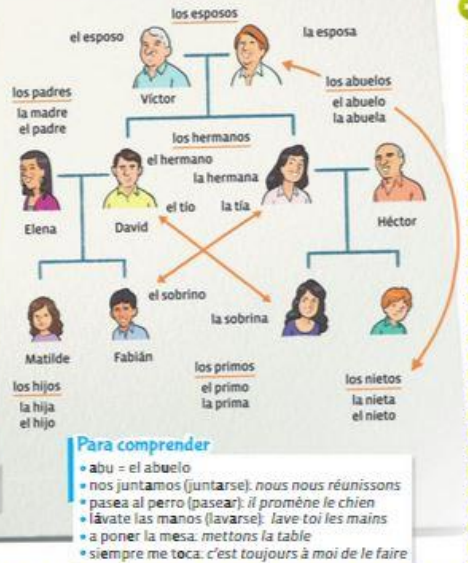 los esposos
el esposo
la esposa
Víctor
los padres
la madre
el padre
los abuelos
el abuelo
la abuela
los hermanos
el hermano
la hermana
el tío
la tía
Elena
David
Héctor
el sobrino
la sobrina
Matilde
Fabián
los hijos
la hija
el hijo
los primos
el primo
la prima
los nietos
la nieta
el nieto
Para comprender
• abu = el abuelo
• nos juntamos (juntarse): nous nous réunissons
• pasea al perro (pasear): il promène le chien
• lávate las manos (lavarse): lave-toi les mains
• a poner la mesa: mettons la table
• siempre me toca: c'est toujours à moi de le faire